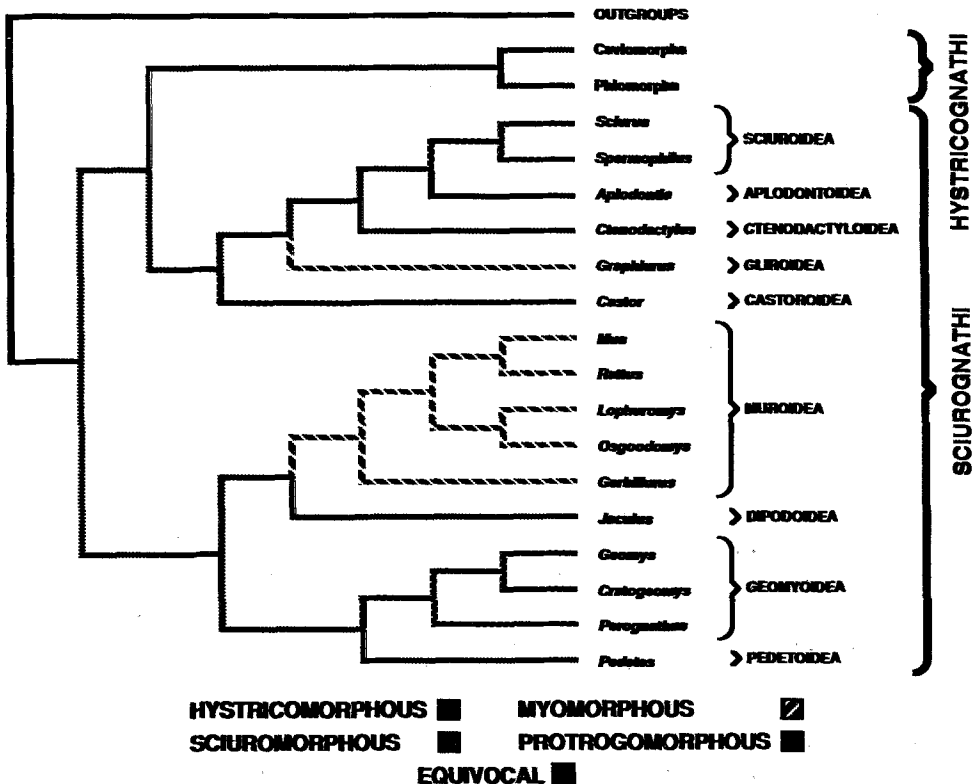 OUTGROUPS
Caviomorpha
Phiomorpha
HYSTRICOGNATHI
Sciurus
Spermophilus
SCIUROIDEA
Aplodontia
APLODONTOIDEA
Ctenodactylus
CTENODACTYLOIDEA
Graphiurus
GLIROIDEA
Castor
CASTOROIDEA
Mus
Rattus
Lophuromys
Osgoodomys
Gerbillurus
MUROIDEA
Jaculus
DIPODOIDEA
Geomys
Cratogeomys
Perognathus
GEOMYOIDEA
Pedetes
PEDETOIDEA
SCIUROGNATHI
HYSTRICOMORPHOUS
MYOMORPHOUS
SCIUROMORPHOUS
PROTROGOMORPHOUS
EQUIVOCAL